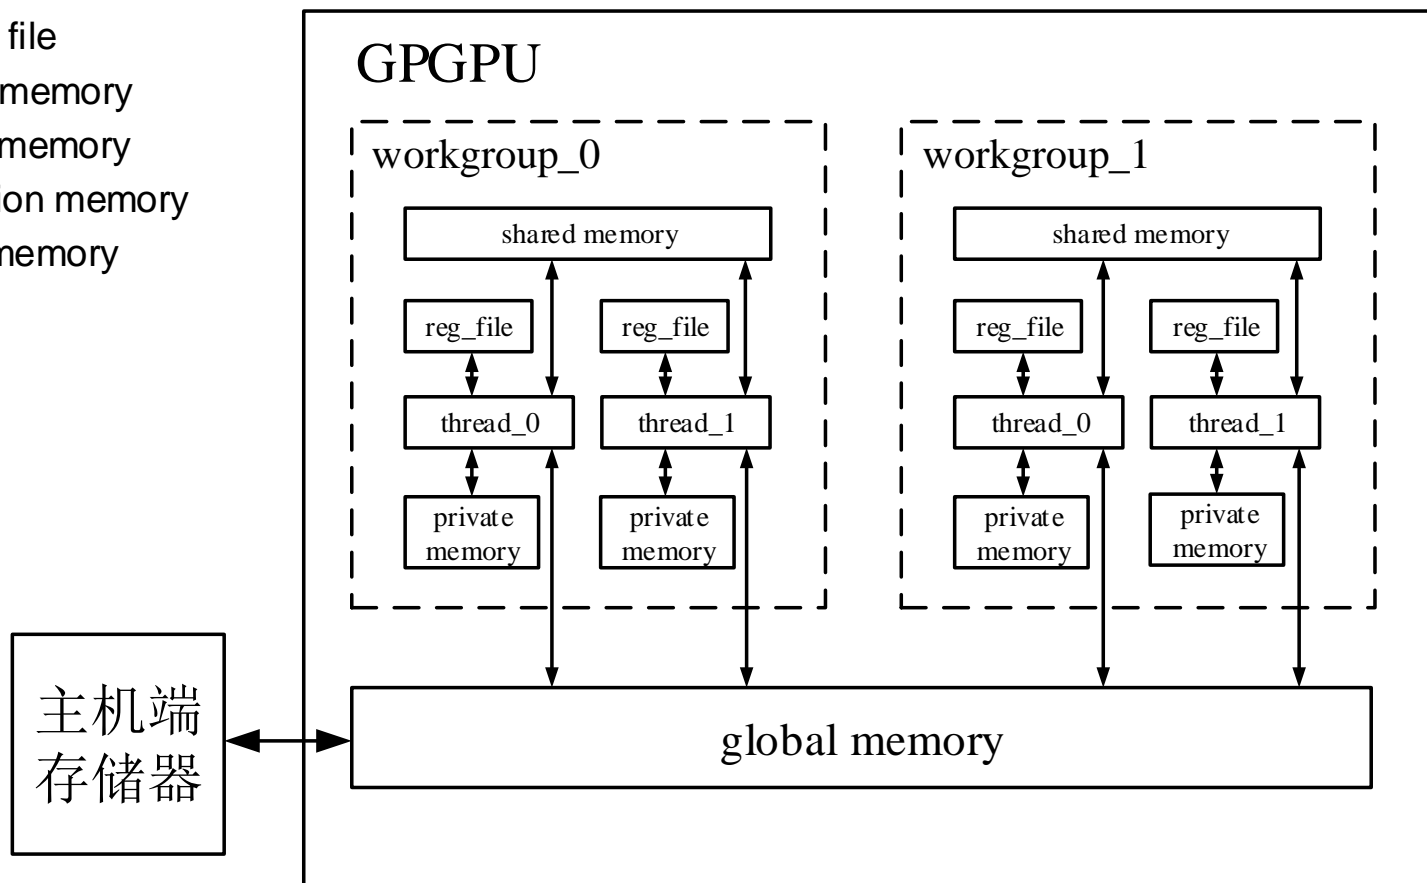 file
memory
memory
ion memory
memory
GPGPU
workgroup_0
shared memory
reg_file
reg_file
thread_0
thread_1
private
memory
private
memory
workgroup_1
shared memory
reg_file
reg_file
thread_0
thread_1
private
memory
private
memory
主机端
存储器
global memory